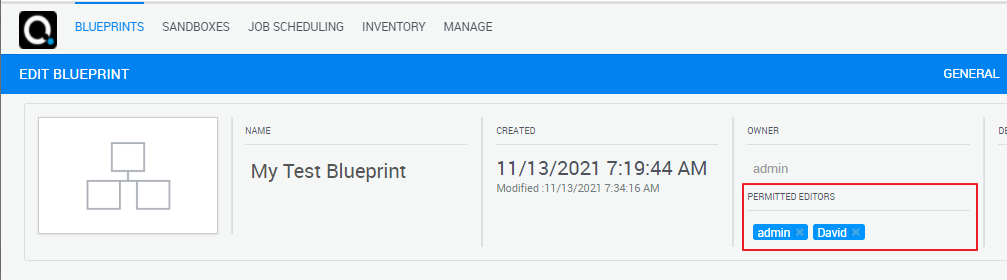 BLUEPRINTS SANDBOXES JOB SCHEDULING INVENTORY MANAGE
EDIT BLUEPRINT GENERAL
NAME
My Test Blueprint
CREATED
11/13/2021 7:19:44 AM
Modified :11/13/2021 7:34:16 AM
OWNER
admin
PERMITTED EDITORS
admin × David ×
DE